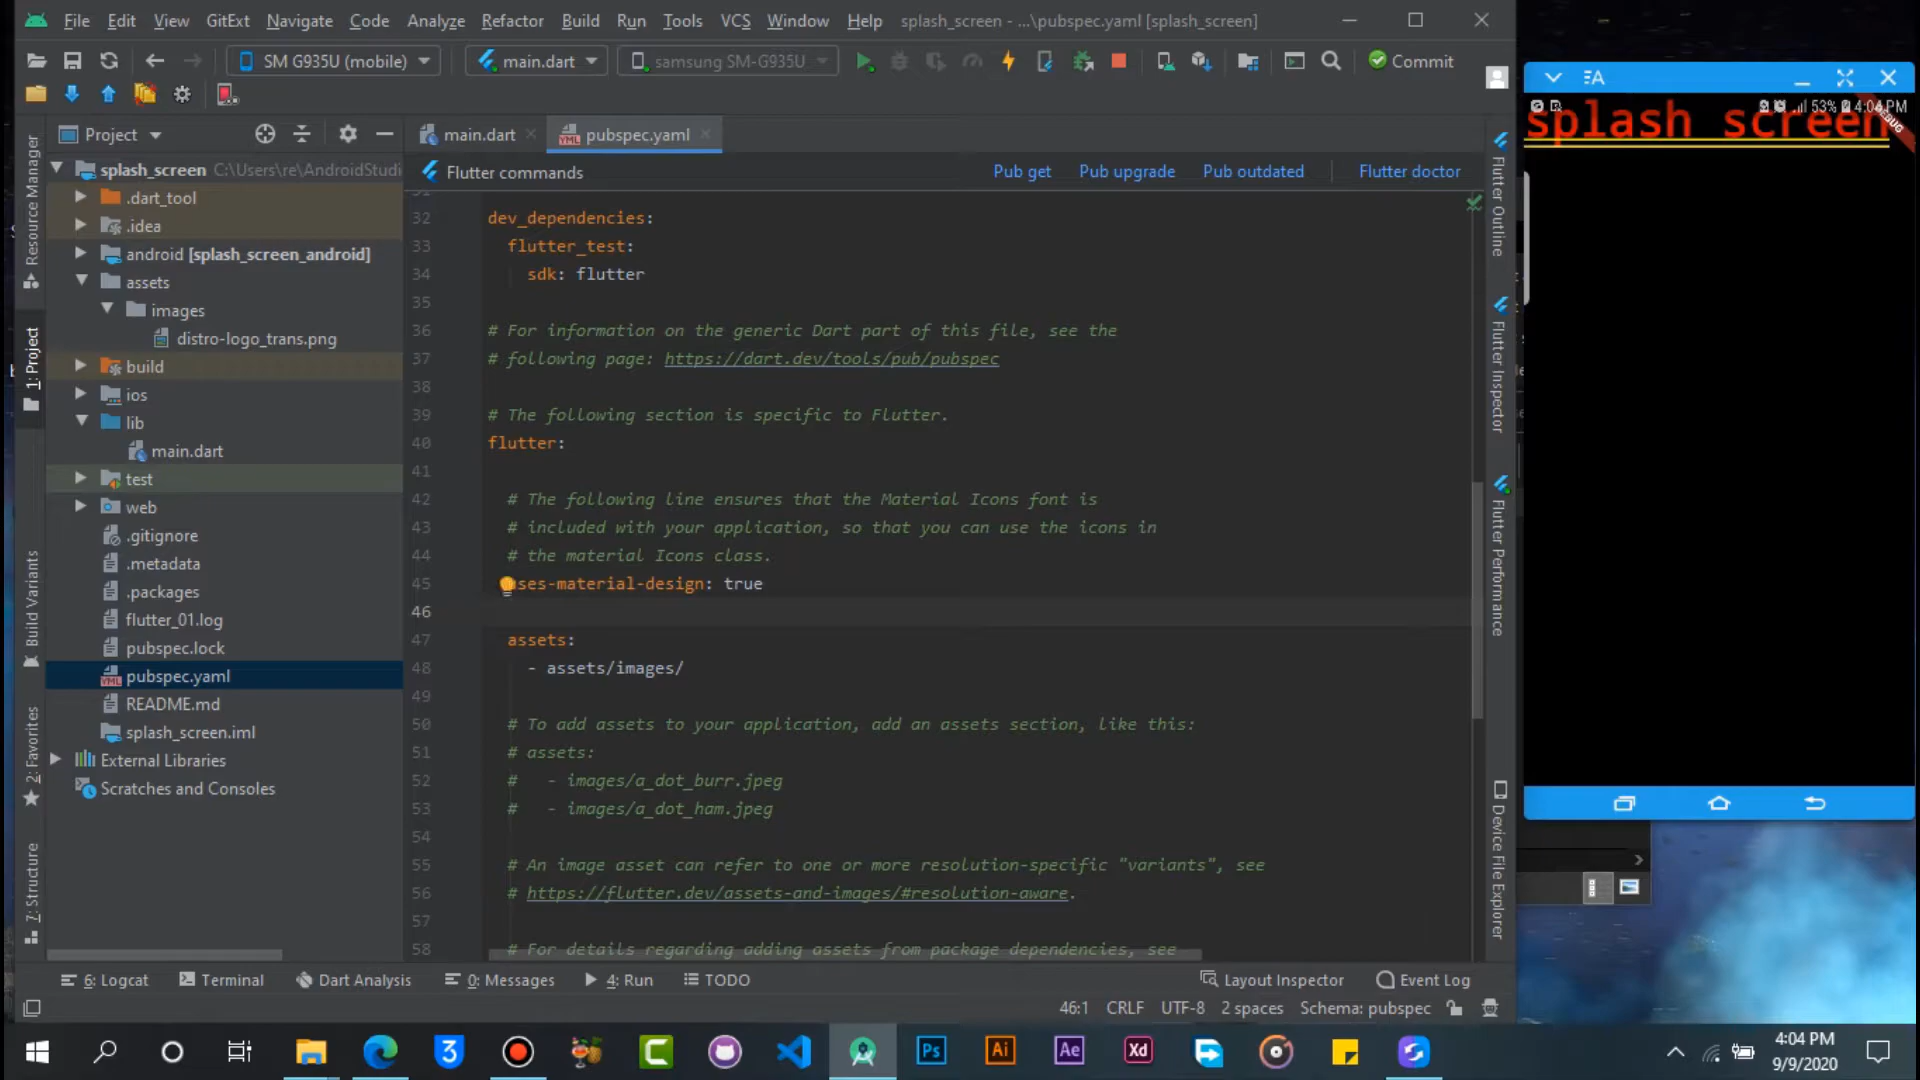 File Edit View GitExt Navigate Code Analyze Refactor Build Run Tools VCS Window Help splash_screen - ...\pubspec.yaml [splash_screen]
SM G935U (mobile) main.dart samsung SM-G935U Commit
Project
main.dart pubspec.yaml
Flutter commands Pub get Pub upgrade Pub outdated Flutter doctor
splash_screen C:\Users\re\AndroidStudi
.dart_tool
.idea
android [splash_screen_android]
assets
images
distro-logo_trans.png
build
ios
lib
main.dart
test
web
.gitignore
.metadata
.packages
flutter_01.log
pubspec.lock
pubspec.yaml
README.md
splash_screen.iml
External Libraries
Scratches and Consoles
Resource Manager
1: Project
Build Variants
2: Favorites
7: Structure
32 dev_dependencies:
33 flutter_test:
34 sdk: flutter
35
36 # For information on the generic Dart part of this file, see the
37 # following page: https://dart.dev/tools/pub/pubspec
38
39 # The following section is specific to Flutter.
40 flutter:
41
42 # The following line ensures that the Material Icons font is
43 # included with your application, so that you can use the icons in
44 # the material Icons class.
45 ses-material-design: true
46
47 assets:
48 - assets/images/
49
50 # To add assets to your application, add an assets section, like this:
51 # assets:
52 # - images/a_dot_burr.jpeg
53 # - images/a_dot_ham.jpeg
54
55 # An image asset can refer to one or more resolution-specific "variants", see
56 # https://flutter.dev/assets-and-images/#resolution-aware.
57
58 # For details regarding adding assets from package dependencies, see
Flutter Outline
Flutter Inspector
Flutter Performance
Device File Explorer
53% 4:04 PM
DEBUG
splash screen
6: Logcat Terminal Dart Analysis 0: Messages 4: Run TODO Layout Inspector Event Log
46:1 CRLF UTF-8 2 spaces Schema: pubspec
3 Ps Ai Ae Xd
4:04 PM
9/9/2020